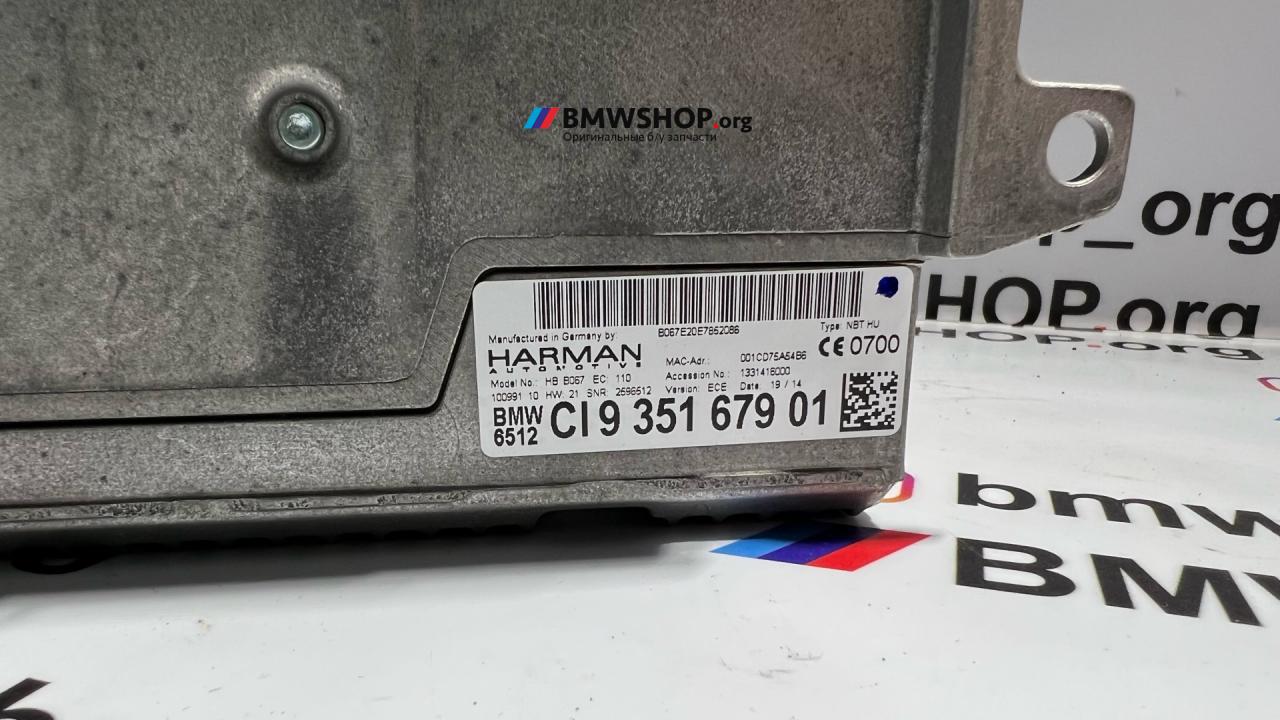 BMWSHOP.org
Оригинальные б/у запчасти
_org
HOP.org
Manufactured in Germany by:
B067E20E7852086
Type: NBT HU
HARMAN
AUTOMOTIVE
MAC-Adr.: 001CD75A54B6
CE 0700
Model No.: HB B067 EC: 110
Accession No.: 1331416000
100991 10 HW: 21 SNR: 2596512
Version: ECE Date: 19 / 14
BMW
6512
CI 9 351 679 01
bmw
BMW